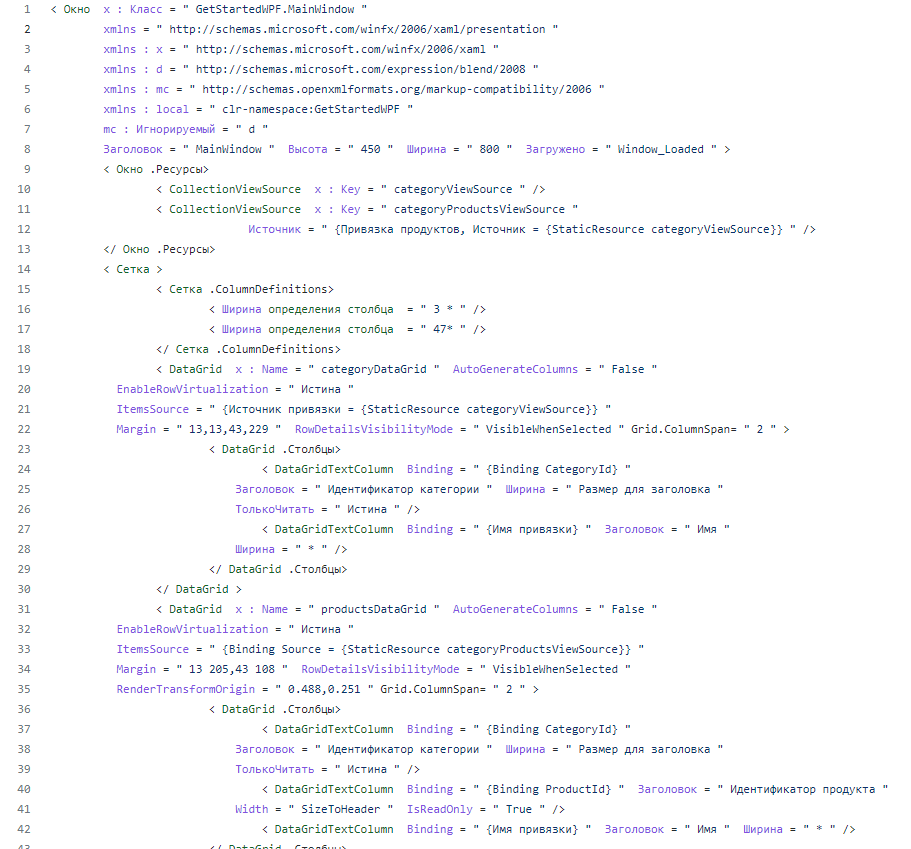 1 < Окно x : Класс = " GetStartedWPF.MainWindow "
2 xmlns = " http://schemas.microsoft.com/winfx/2006/xaml/presentation "
3 xmlns : x = " http://schemas.microsoft.com/winfx/2006/xaml "
4 xmlns : d = " http://schemas.microsoft.com/expression/blend/2008 "
5 xmlns : mc = " http://schemas.openxmlformats.org/markup-compatibility/2006 "
6 xmlns : local = " clr-namespace:GetStartedWPF "
7 mc : Игнорируемый = " d "
8 Заголовок = " MainWindow " Высота = " 450 " Ширина = " 800 " Загружено = " Window_Loaded " >
9 < Окно .Ресурсы>
10 < CollectionViewSource x : Key = " categoryViewSource " />
11 < CollectionViewSource x : Key = " categoryProductsViewSource "
12 Источник = " {Привязка продуктов, Источник = {StaticResource categoryViewSource}} " />
13 </ Окно .Ресурсы>
14 < Сетка >
15 < Сетка .ColumnDefinitions>
16 < Ширина определения столбца = " 3 * " />
17 < Ширина определения столбца = " 47* " />
18 </ Сетка .ColumnDefinitions>
19 < DataGrid x : Name = " categoryDataGrid " AutoGenerateColumns = " False "
20 EnableRowVirtualization = " Истина "
21 ItemsSource = " {Источник привязки = {StaticResource categoryViewSource}} "
22 Margin = " 13,13,43,229 " RowDetailsVisibilityMode = " VisibleWhenSelected " Grid.ColumnSpan= " 2 " >
23 < DataGrid .Столбцы>
24 < DataGridTextColumn Binding = " {Binding CategoryId} "
25 Заголовок = " Идентификатор категории " Ширина = " Размер для заголовка "
26 ТолькоЧитать = " Истина " />
27 < DataGridTextColumn Binding = " {Имя привязки} " Заголовок = " Имя "
28 Ширина = " * " />
29 </ DataGrid .Столбцы>
30 </ DataGrid >
31 < DataGrid x : Name = " productsDataGrid " AutoGenerateColumns = " False "
32 EnableRowVirtualization = " Истина "
33 ItemsSource = " {Binding Source = {StaticResource categoryProductsViewSource}} "
34 Margin = " 13 205,43 108 " RowDetailsVisibilityMode = " VisibleWhenSelected "
35 RenderTransformOrigin = " 0.488,0.251 " Grid.ColumnSpan= " 2 " >
36 < DataGrid .Столбцы>
37 < DataGridTextColumn Binding = " {Binding CategoryId} "
38 Заголовок = " Идентификатор категории " Ширина = " Размер для заголовка "
39 ТолькоЧитать = " Истина " />
40 < DataGridTextColumn Binding = " {Binding ProductId} " Заголовок = " Идентификатор продукта "
41 Width = " SizeToHeader " IsReadOnly = " True " />
42 < DataGridTextColumn Binding = " {Имя привязки} " Заголовок = " Имя " Ширина = " * " />
43 </ DataGrid .Столбцы>